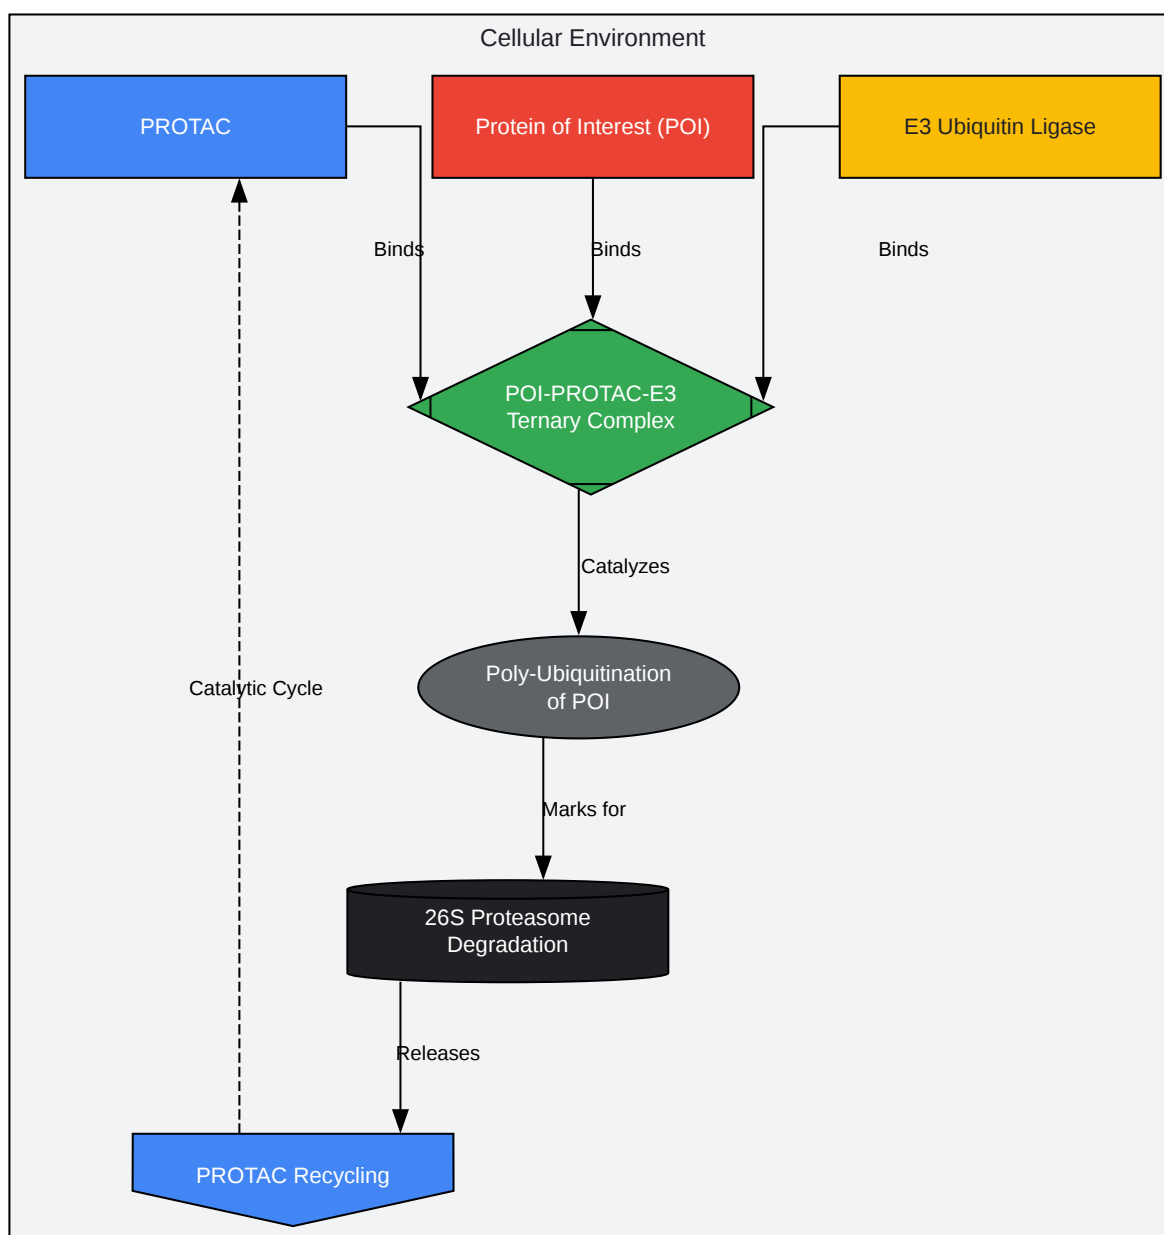 Cellular Environment
PROTAC
Protein of Interest (POI)
E3 Ubiquitin Ligase
Binds
Binds
Binds
POI-PROTAC-E3
Ternary Complex
Catalyzes
Poly-Ubiquitination
of POI
Catalytic Cycle
Marks for
26S Proteasome
Degradation
Releases
PROTAC Recycling